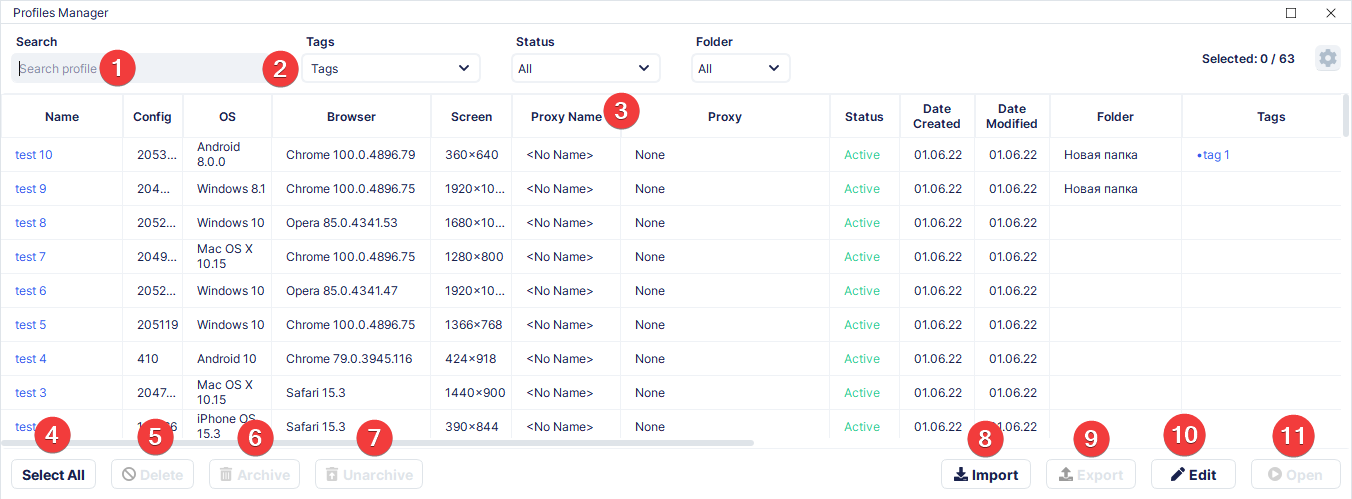 Profiles Manager
Search Tags Status Folder
Search profile 1 2 Tags All All Selected: 0 / 63
3
Name Config OS Browser Screen Proxy Name Proxy Status Date Created Date Modified Folder Tags
test 10 2053... Android 8.0.0 Chrome 100.0.4896.79 360×640 <No Name> None Active 01.06.22 01.06.22 Новая папка •tag 1
test 9 204... Windows 8.1 Chrome 100.0.4896.75 1920×10... <No Name> None Active 01.06.22 01.06.22 Новая папка
test 8 2052... Windows 10 Opera 85.0.4341.53 1680×10... <No Name> None Active 01.06.22 01.06.22
test 7 2049... Mac OS X 10.15 Chrome 100.0.4896.75 1280×800 <No Name> None Active 01.06.22 01.06.22
test 6 2052... Windows 10 Opera 85.0.4341.47 1920×10... <No Name> None Active 01.06.22 01.06.22
test 5 205119 Windows 10 Chrome 100.0.4896.75 1366×768 <No Name> None Active 01.06.22 01.06.22
test 4 410 Android 10 Chrome 79.0.3945.116 424×918 <No Name> None Active 01.06.22 01.06.22
test 3 2047... Mac OS X 10.15 Safari 15.3 1440×900 <No Name> None Active 01.06.22 01.06.22
test iPhone OS 15.3 Safari 15.3 390×844 <No Name> None Active 01.06.22 01.06.22
4 5 6 7 8 9 10 11
Select All Delete Archive Unarchive Import Export Edit Open